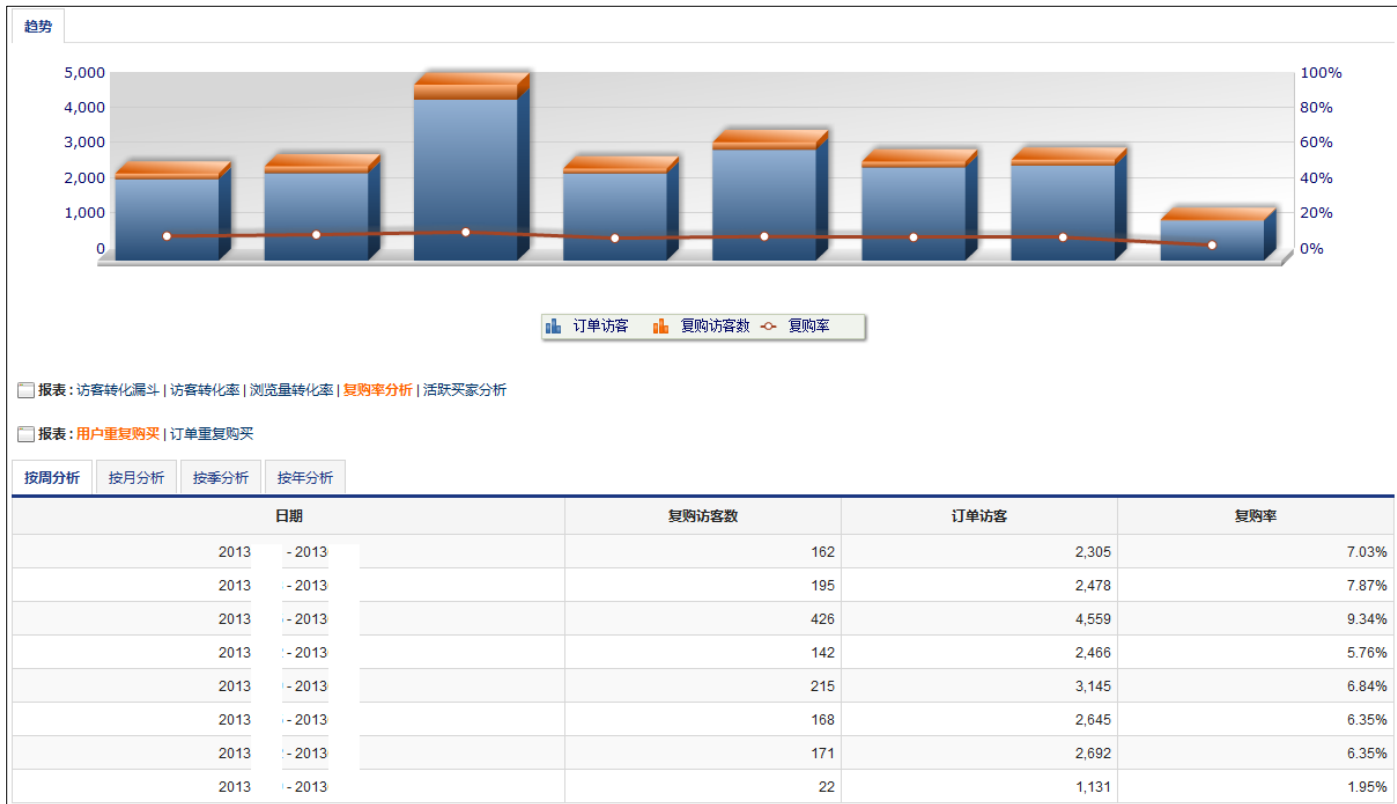 趋势
5,000 100%
4,000 80%
3,000 60%
2,000 40%
1,000 20%
0 0%
订单访客 复购访客数 复购率
报表：访客转化漏斗 | 访客转化率 | 浏览量转化率 | 复购率分析 | 活跃买家分析
报表：用户重复购买 | 订单重复购买
按周分析 按月分析 按季分析 按年分析
日期 复购访客数 订单访客 复购率
2013 - 2013 162 2,305 7.03%
2013 - 2013 195 2,478 7.87%
2013 - 2013 426 4,559 9.34%
2013 - 2013 142 2,466 5.76%
2013 - 2013 215 3,145 6.84%
2013 - 2013 168 2,645 6.35%
2013 - 2013 171 2,692 6.35%
2013 - 2013 22 1,131 1.95%